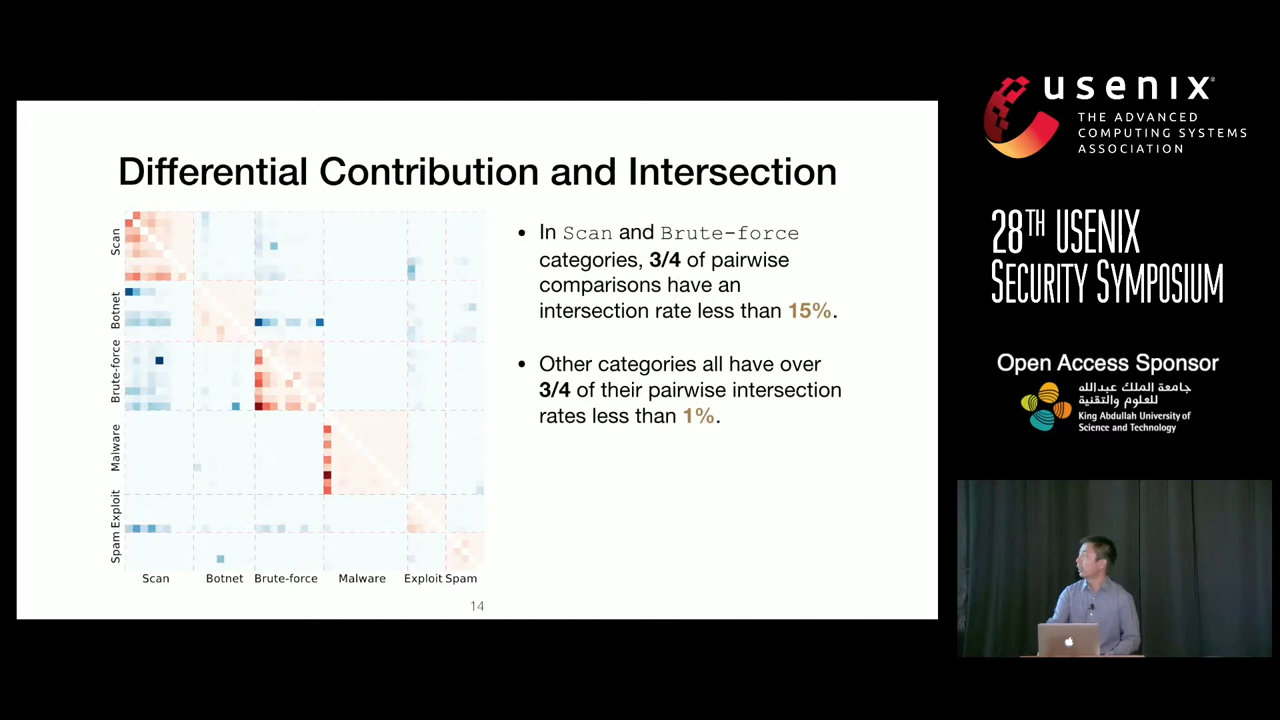 Differential Contribution and Intersection
Scan
Botnet
Brute-force
Malware
Exploit
Spam
Scan Botnet Brute-force Malware Exploit Spam
• In Scan and Brute-force
categories, 3/4 of pairwise
comparisons have an
intersection rate less than 15%.
• Other categories all have over
3/4 of their pairwise intersection
rates less than 1%.
14
usenix
THE ADVANCED
COMPUTING SYSTEMS
ASSOCIATION
28TH USENIX
SECURITY SYMPOSIUM
Open Access Sponsor
جامعة الملك عبدالله
للعلوم والتقنية
King Abdullah University of
Science and Technology